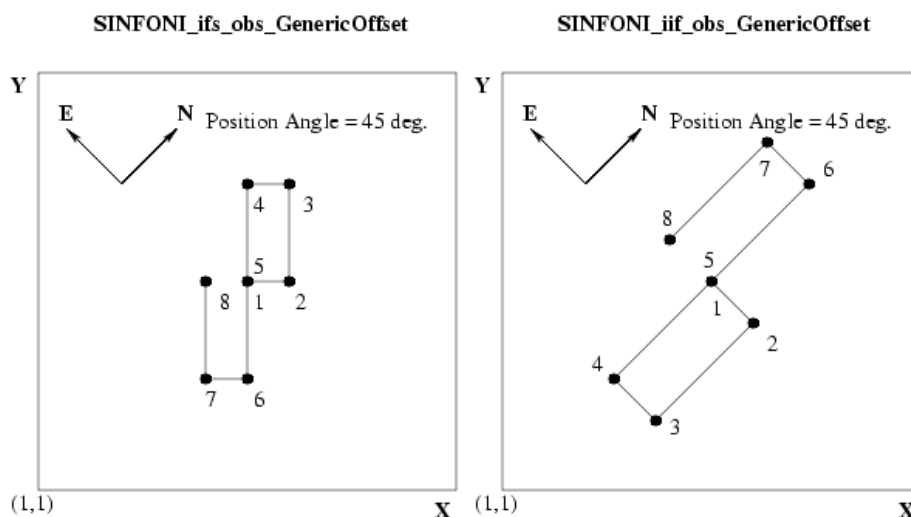 SINFONI_ifs_obs_GenericOffset
SINFONI_iif_obs_GenericOffset
Y
E
N
Position Angle = 45 deg.
4
3
5
8
1
2
7
6
(1,1)
X
Y
E
N
Position Angle = 45 deg.
7
6
8
5
1
2
4
3
(1,1)
X